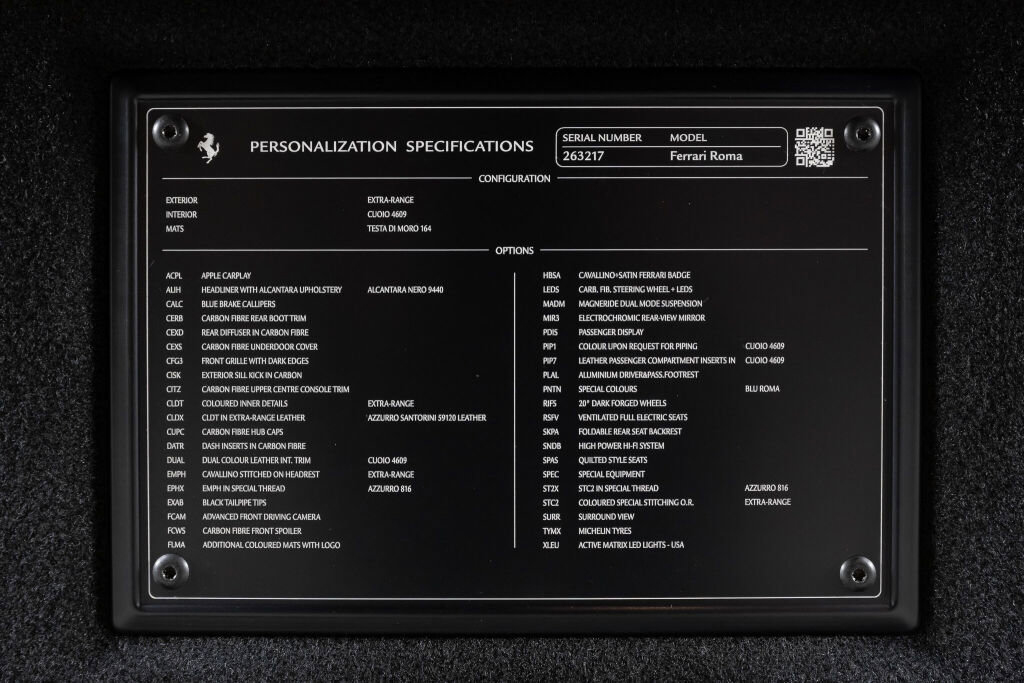 PERSONALIZATION SPECIFICATIONS
SERIAL NUMBER MODEL
263217 Ferrari Roma
CONFIGURATION
EXTERIOR EXTRA-RANGE
INTERIOR CUOIO 4609
MATS TESTA DI MORO 164
OPTIONS
ACPL APPLE CARPLAY
ALIH HEADLINER WITH ALCANTARA UPHOLSTERY ALCANTARA NERO 9440
CALC BLUE BRAKE CALLIPERS
CERB CARBON FIBRE REAR BOOT TRIM
CEXD REAR DIFFUSER IN CARBON FIBRE
CEXS CARBON FIBRE UNDERDOOR COVER
CFG3 FRONT GRILLE WITH DARK EDGES
CISK EXTERIOR SILL KICK IN CARBON
CITZ CARBON FIBRE UPPER CENTRE CONSOLE TRIM
CLDT COLOURED INNER DETAILS EXTRA-RANGE
CLDX CLDT IN EXTRA-RANGE LEATHER AZZURRO SANTORINI 59120 LEATHER
CUPC CARBON FIBRE HUB CAPS
DATR DASH INSERTS IN CARBON FIBRE
DUAL DUAL COLOUR LEATHER INT. TRIM CUOIO 4609
EMPH CAVALLINO STITCHED ON HEADREST EXTRA-RANGE
EPHX EMPH IN SPECIAL THREAD AZZURRO 816
EXAB BLACK TAILPIPE TIPS
FCAM ADVANCED FRONT DRIVING CAMERA
FCWS CARBON FIBRE FRONT SPOILER
FLMA ADDITIONAL COLOURED MATS WITH LOGO
HBSA CAVALLINO+SATIN FERRARI BADGE
LEDS CARB. FIB. STEERING WHEEL + LEDS
MADM MAGNERIDE DUAL MODE SUSPENSION
MIR3 ELECTROCHROMIC REAR-VIEW MIRROR
PDIS PASSENGER DISPLAY
PIP1 COLOUR UPON REQUEST FOR PIPING CUOIO 4609
PIP7 LEATHER PASSENGER COMPARTMENT INSERTS IN CUOIO 4609
PLAL ALUMINIUM DRIVER&PASS.FOOTREST
PNTN SPECIAL COLOURS BLU ROMA
RIFS 20" DARK FORGED WHEELS
RSFV VENTILATED FULL ELECTRIC SEATS
SKPA FOLDABLE REAR SEAT BACKREST
SNDB HIGH POWER HI-FI SYSTEM
SPAS QUILTED STYLE SEATS
SPEC SPECIAL EQUIPMENT
ST2X STC2 IN SPECIAL THREAD AZZURRO 816
STC2 COLOURED SPECIAL STITCHING O.R. EXTRA-RANGE
SURR SURROUND VIEW
TYMX MICHELIN TYRES
XLEU ACTIVE MATRIX LED LIGHTS - USA